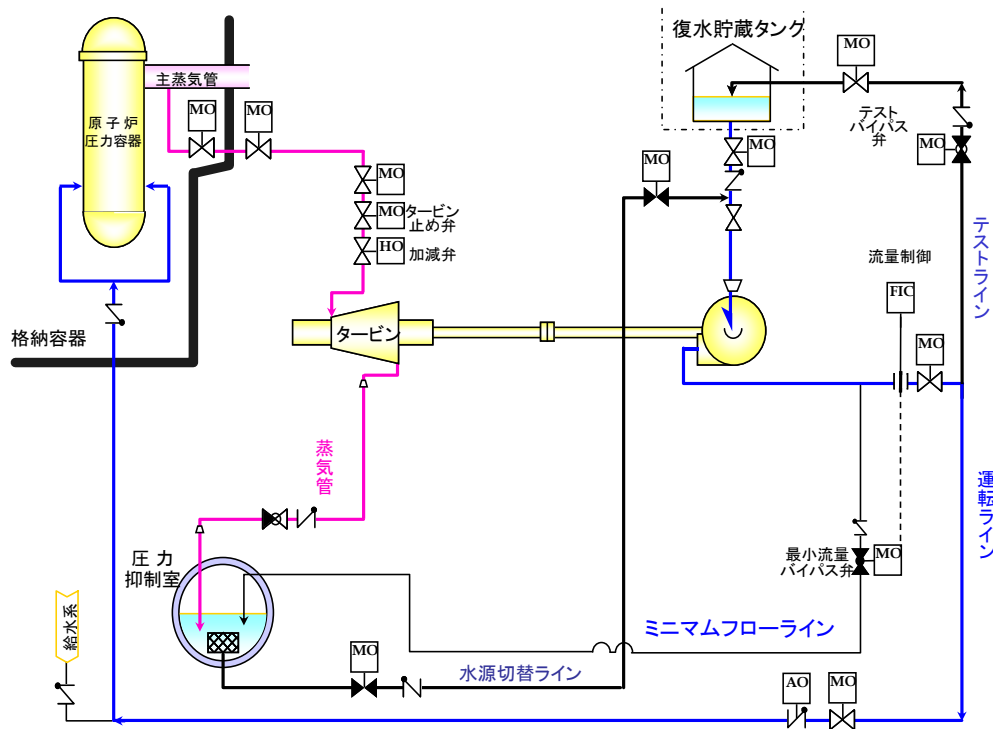 復水貯蔵タンク
MO
主蒸気管
原子炉
圧力容器
MO
MO
テスト
バイパス
弁
MO
MO
MO
MO
MO
タービン
止め弁
HO
加減弁
テストライン
流量制御
FIC
格納容器
タービン
MO
蒸気管
運転ライン
圧力
抑制室
最小流量
バイパス弁
MO
給水系
ミニマムフローライン
MO
水源切替ライン
AO
MO